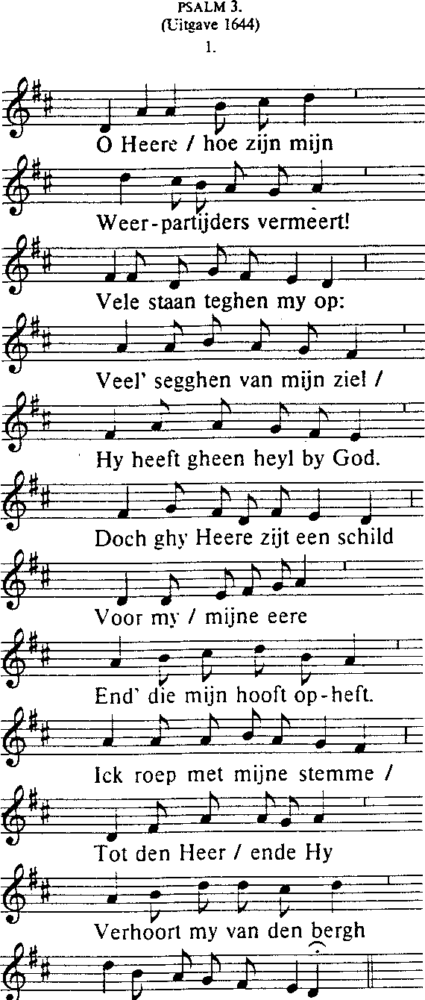 PSALM 3.
(Uitgave 1644)
1.
O Heere / hoe zijn mijn
Weer-partijders vermeert!
Vele staan teghen my op:
Veel' segghen van mijn ziel /
Hy heeft gheen heyl by God.
Doch ghy Heere zijt een schild
Voor my / mijne eere
End' die mijn hooft op-heft.
Ick roep met mijne stemme /
Tot den Heer / ende Hy
Verhoort my van den bergh